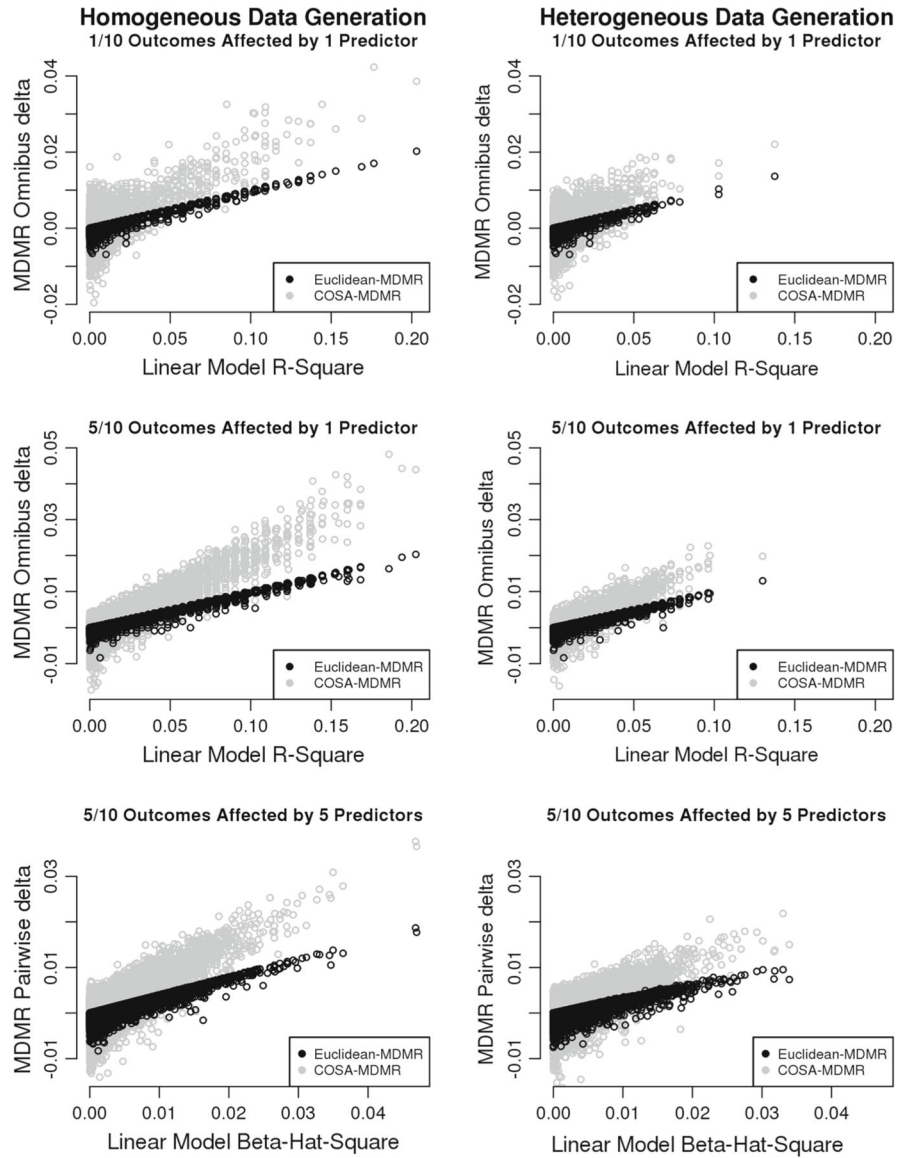 Homogeneous Data Generation
1/10 Outcomes Affected by 1 Predictor
MDMR Omnibus delta
0.04
0.02
0.00
-0.02
Euclidean-MDMR
COSA-MDMR
0.00 0.05 0.10 0.15 0.20
Linear Model R-Square
Heterogeneous Data Generation
1/10 Outcomes Affected by 1 Predictor
MDMR Omnibus delta
0.04
0.02
0.00
-0.02
Euclidean-MDMR
COSA-MDMR
0.00 0.05 0.10 0.15 0.20
Linear Model R-Square
5/10 Outcomes Affected by 1 Predictor
MDMR Omnibus delta
0.05
0.03
0.01
-0.01
Euclidean-MDMR
COSA-MDMR
0.00 0.05 0.10 0.15 0.20
Linear Model R-Square
5/10 Outcomes Affected by 1 Predictor
MDMR Omnibus delta
0.05
0.03
0.01
-0.01
Euclidean-MDMR
COSA-MDMR
0.00 0.05 0.10 0.15 0.20
Linear Model R-Square
5/10 Outcomes Affected by 5 Predictors
MDMR Pairwise delta
0.03
0.01
-0.01
Euclidean-MDMR
COSA-MDMR
0.00 0.01 0.02 0.03 0.04
Linear Model Beta-Hat-Square
5/10 Outcomes Affected by 5 Predictors
MDMR Pairwise delta
0.03
0.01
-0.01
Euclidean-MDMR
COSA-MDMR
0.00 0.01 0.02 0.03 0.04
Linear Model Beta-Hat-Square